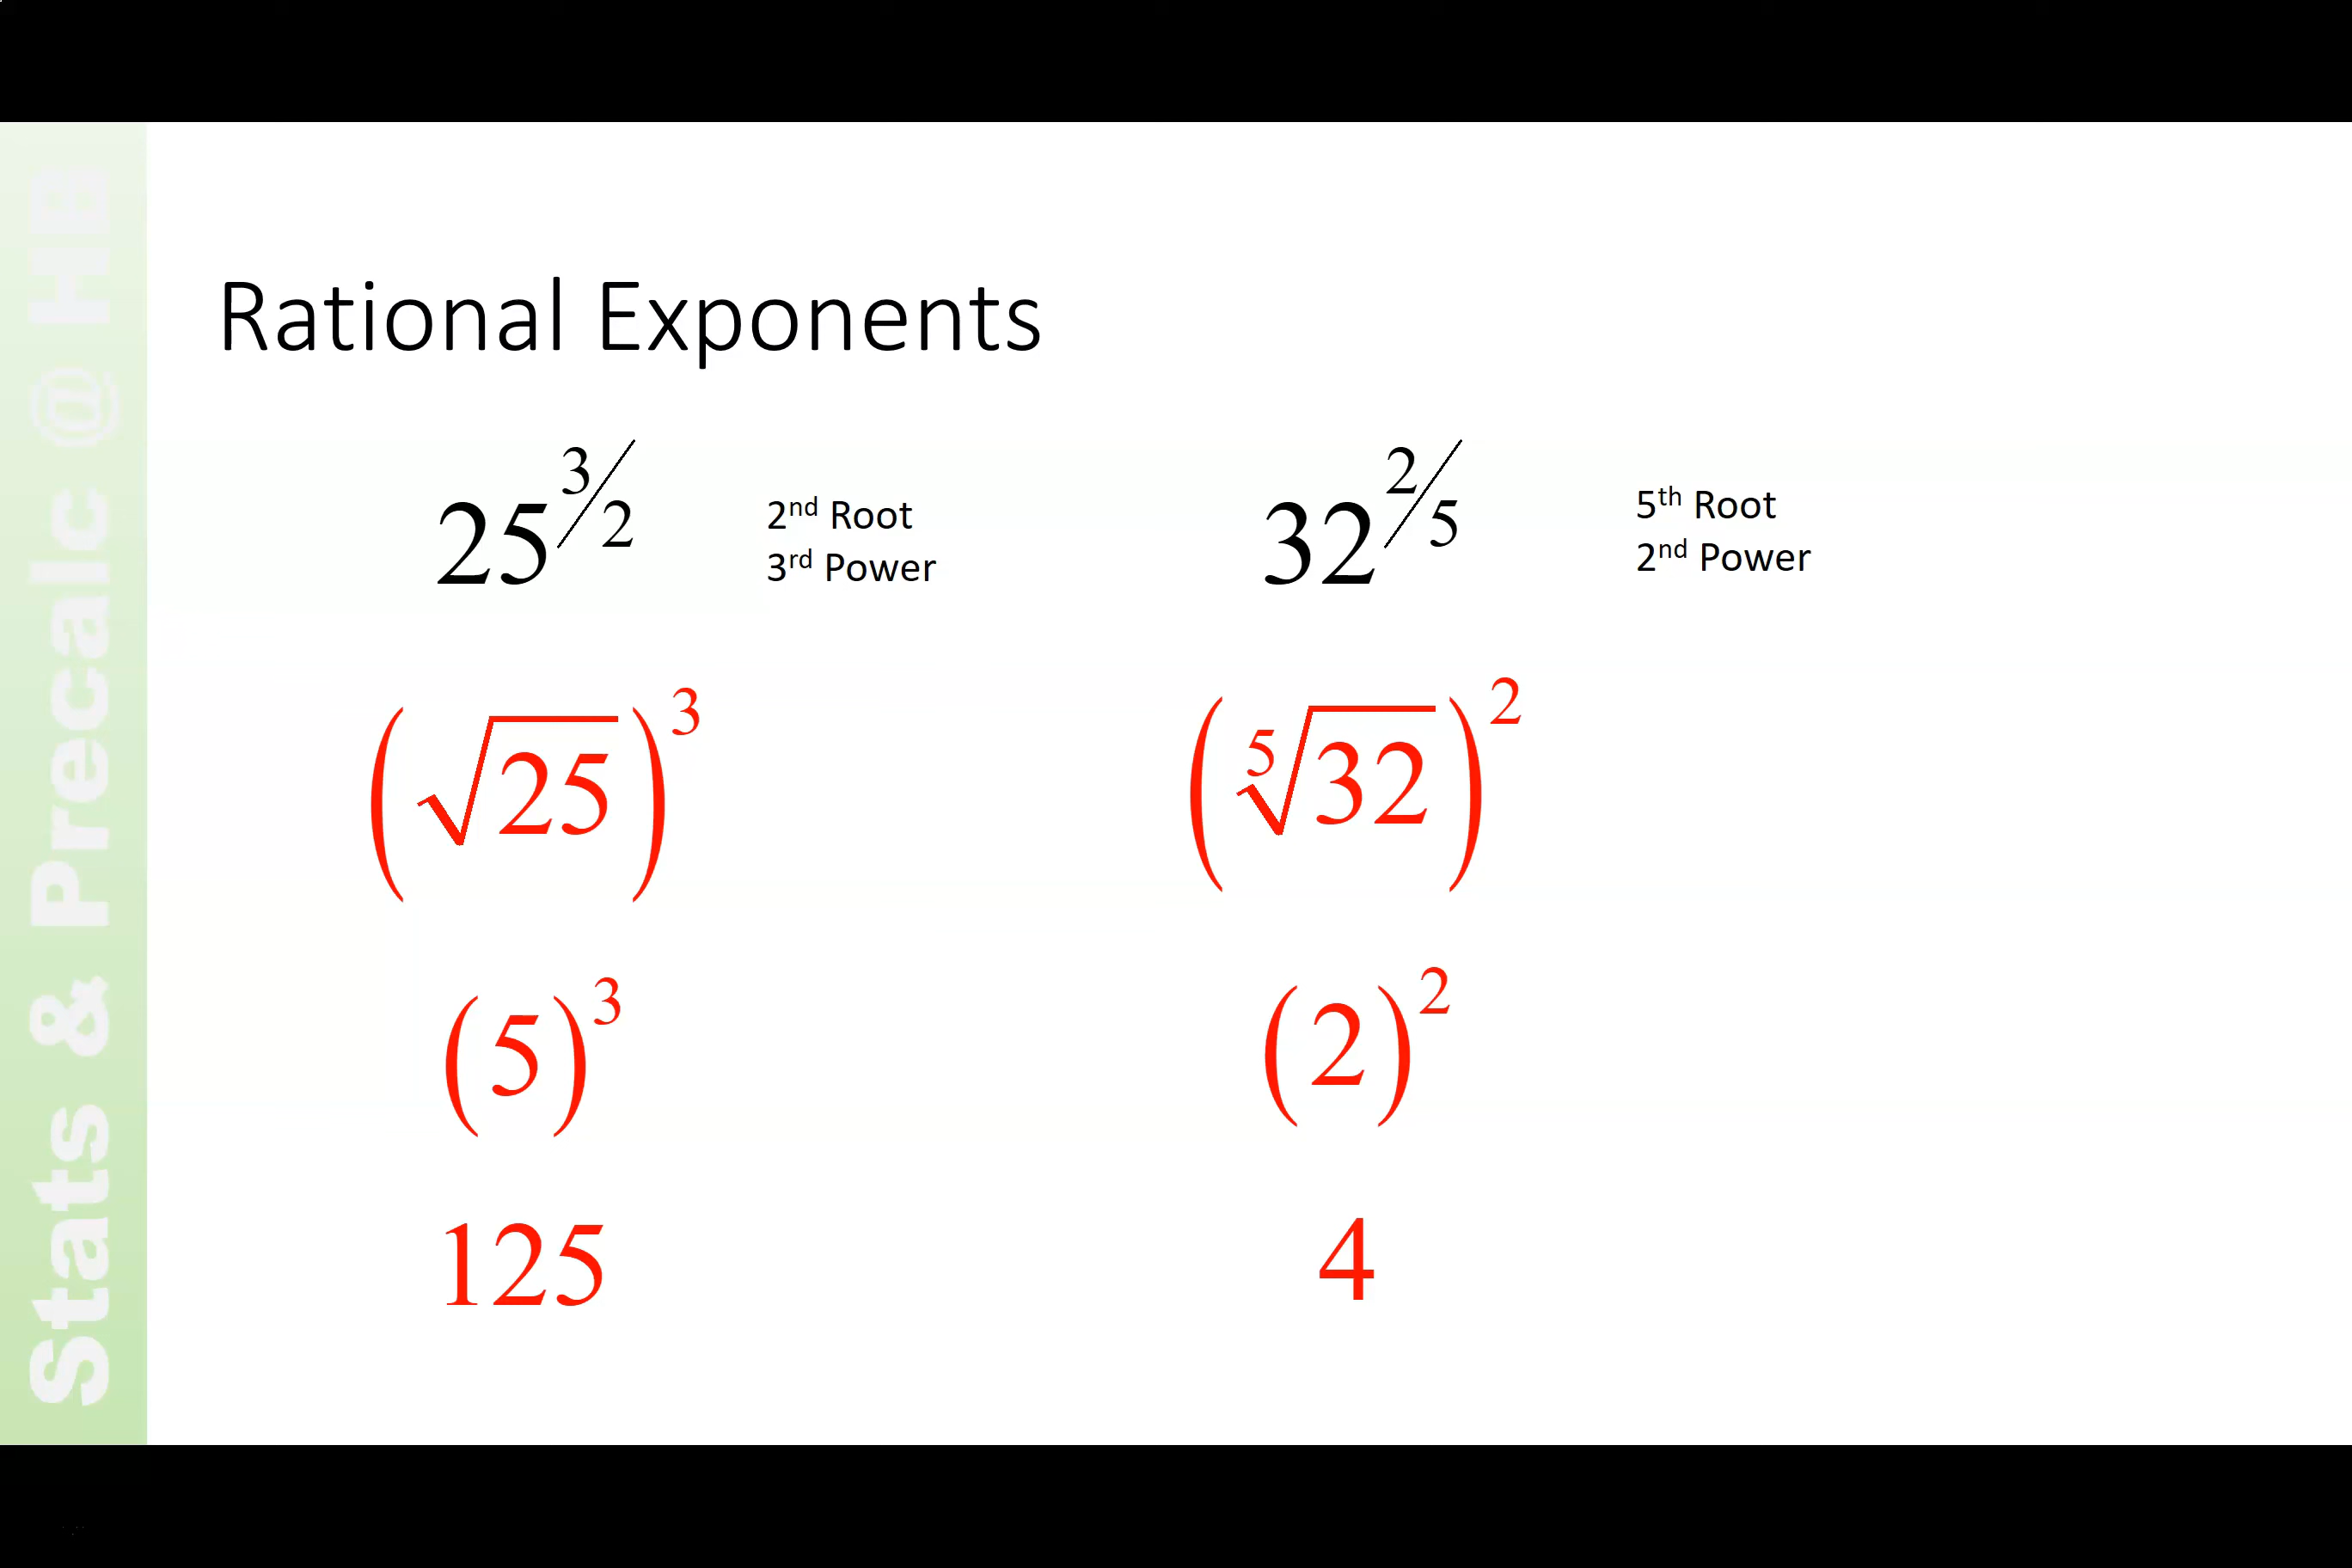 Stats & Precalc @ HB
Rational Exponents
25^(3/2)
2nd Root
3rd Power
(√25)^3
(5)^3
125
32^(2/5)
5th Root
2nd Power
(⁵√32)^2
(2)^2
4